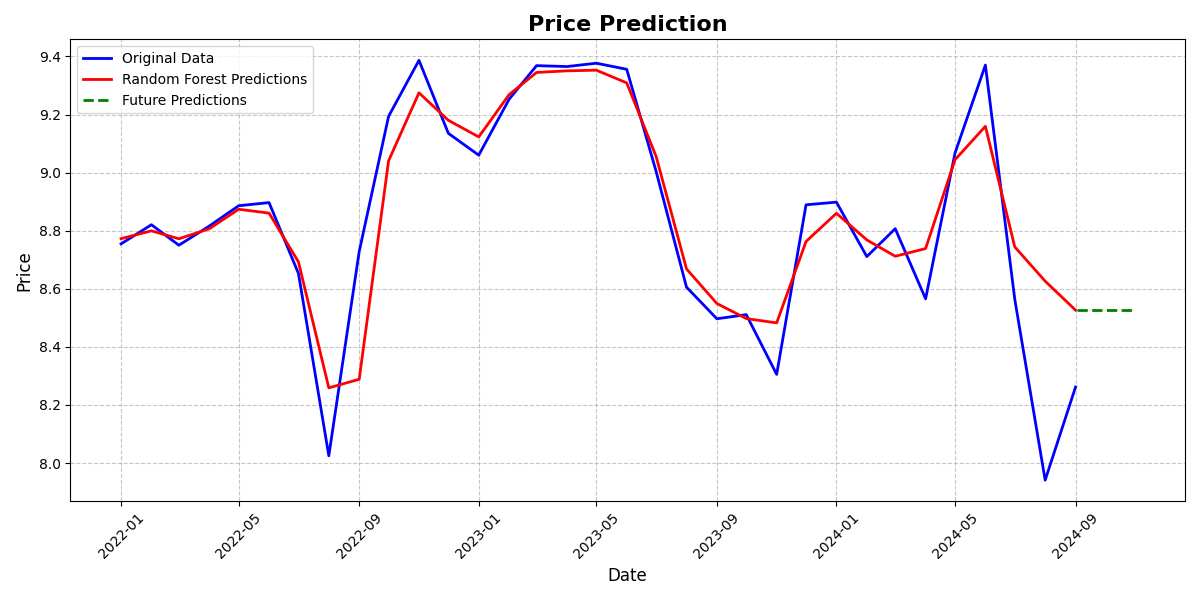 Price Prediction
Original Data
Random Forest Predictions
Future Predictions
Price
9.4
9.2
9.0
8.8
8.6
8.4
8.2
8.0
2022-01
2022-05
2022-09
2023-01
2023-05
2023-09
2024-01
2024-05
2024-09
Date